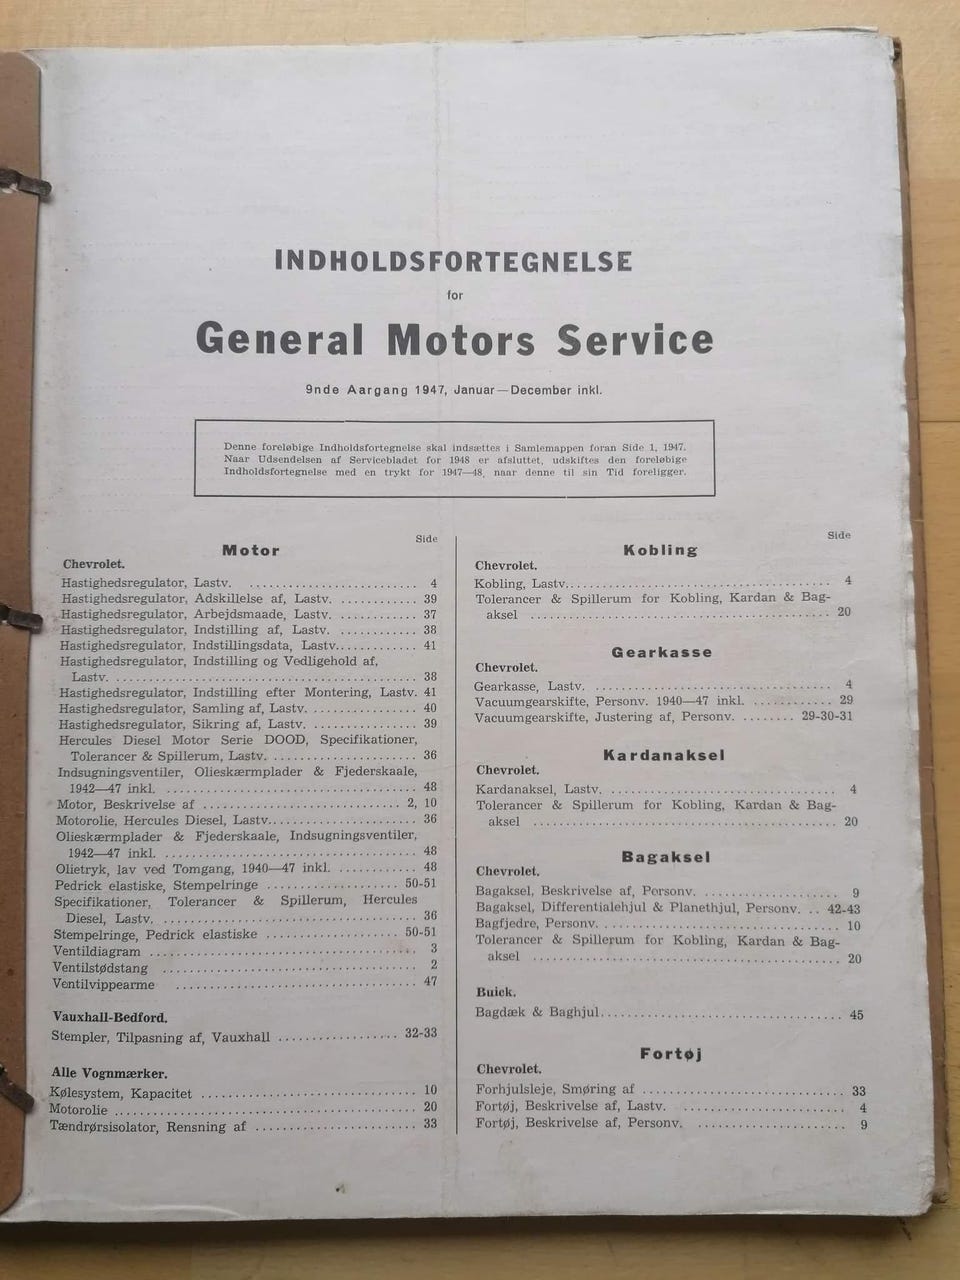 INDHOLDSFORTEGNELSE
for
General Motors Service
9nde Aargang 1947, Januar—December inkl.
Denne foreløbige Indholdsfortegnelse skal indsættes i Samlemappen foran Side 1, 1947.
Naar Udsendelsen af Servicebladet for 1948 er afsluttet, udskiftes den foreløbige
Indholdsfortegnelse med en trykt for 1947—48, naar denne til sin Tid foreligger.
Side
Motor
Chevrolet.
Hastighedsregulator, Lastv. ........................ 4
Hastighedsregulator, Adskillelse af, Lastv. ............ 39
Hastighedsregulator, Arbejdsmaade, Lastv. ............ 37
Hastighedsregulator, Indstilling af, Lastv. ............ 38
Hastighedsregulator, Indstillingsdata, Lastv............. 41
Hastighedsregulator, Indstilling og Vedligehold af,
Lastv. ........................................... 38
Hastighedsregulator, Indstilling efter Montering, Lastv. 41
Hastighedsregulator, Samling af, Lastv. ............... 40
Hastighedsregulator, Sikring af, Lastv. ............... 39
Hercules Diesel Motor Serie DOOD, Specifikationer,
Tolerancer & Spillerum, Lastv. ..................... 36
Indsugningsventiler, Olieskærmplader & Fjederskaale,
1942—47 inkl. .................................... 48
Motor, Beskrivelse af ............................. 2, 10
Motorolie, Hercules Diesel, Lastv...................... 36
Olieskærmplader & Fjederskaale, Indsugningsventiler,
1942—47 inkl. .................................... 48
Olietryk, lav ved Tomgang, 1940—47 inkl. ............ 48
Pedrick elastiske, Stempelringe ................... 50-51
Specifikationer, Tolerancer & Spillerum, Hercules
Diesel, Lastv. .................................... 36
Stempelringe, Pedrick elastiske ................... 50-51
Ventildiagram ...................................... 3
Ventilstødstang .................................... 2
Ventilvippearme .................................. 47
Vauxhall-Bedford.
Stempler, Tilpasning af, Vauxhall .................. 32-33
Alle Vognmærker.
Kølesystem, Kapacitet ............................... 10
Motorolie ........................................... 20
Tændrørsisolator, Rensning af ....................... 33
Side
Kobling
Chevrolet.
Kobling, Lastv...................................... 4
Tolerancer & Spillerum for Kobling, Kardan & Bag-
aksel ........................................... 20
Gearkasse
Chevrolet.
Gearkasse, Lastv. .................................. 4
Vacuumgearskifte, Personv. 1940—47 inkl. ............ 29
Vacuumgearskifte, Justering af, Personv. ........ 29-30-31
Kardanaksel
Chevrolet.
Kardanaksel, Lastv. ................................ 4
Tolerancer & Spillerum for Kobling, Kardan & Bag-
aksel ........................................... 20
Bagaksel
Chevrolet.
Bagaksel, Beskrivelse af, Personv. ................... 9
Bagaksel, Differentialehjul & Planethjul, Personv. .. 42-43
Bagfjedre, Personv. ................................ 10
Tolerancer & Spillerum for Kobling, Kardan & Bag-
aksel ........................................... 20
Buick.
Bagdæk & Baghjul................................... 45
Fortøj
Chevrolet.
Forhjulsleje, Smøring af ............................. 33
Fortøj, Beskrivelse af, Lastv. ....................... 4
Fortøj, Beskrivelse af, Personv. ..................... 9